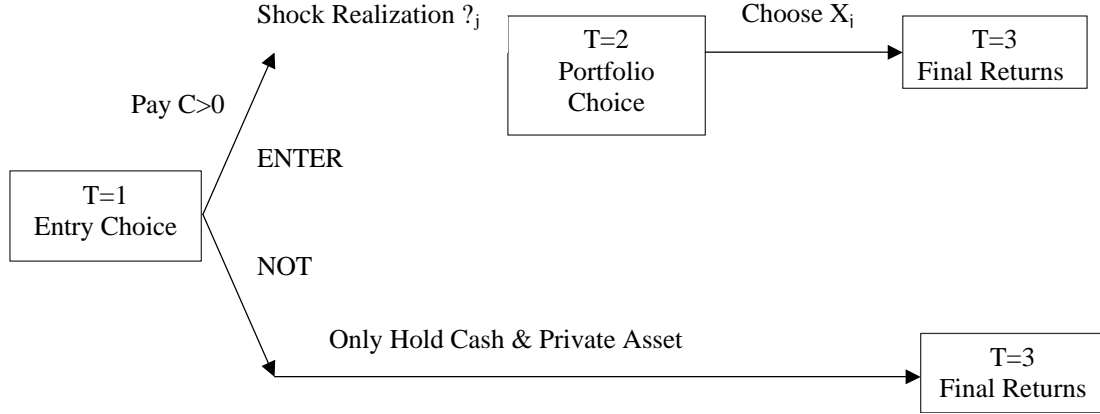 Shock Realization ?j
Choose Xj
T=2
Portfolio
Choice
T=3
Final Returns
Pay C>0
ENTER
T=1
Entry Choice
NOT
Only Hold Cash & Private Asset
T=3
Final Returns